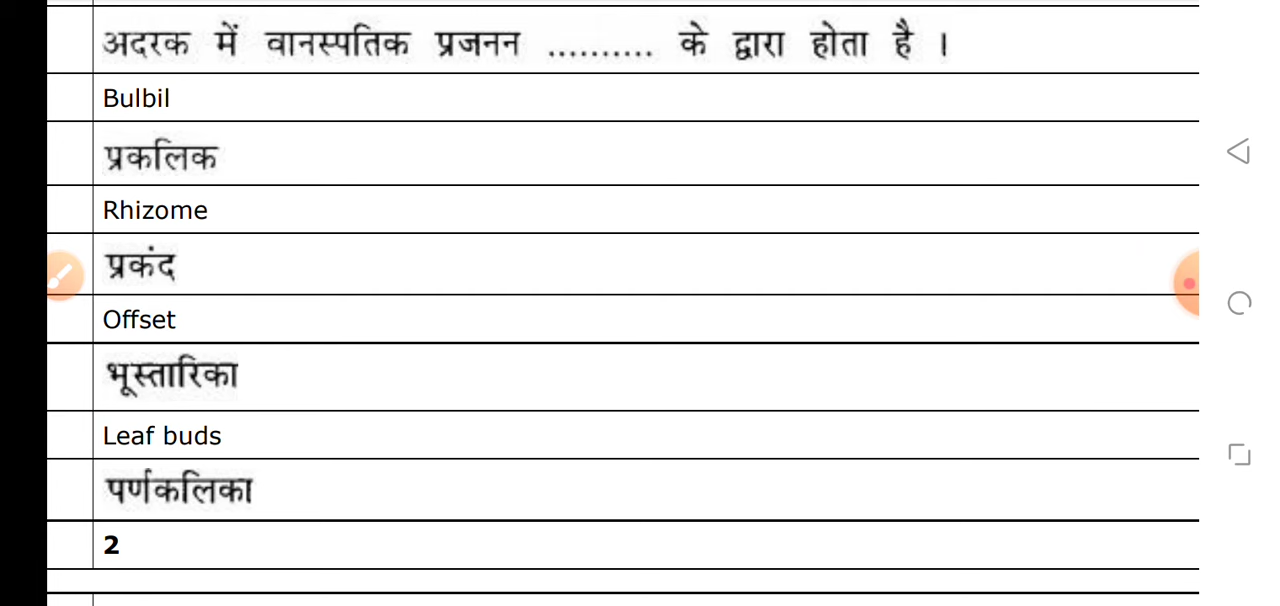 अदरक में वानस्पतिक प्रजनन .......... के द्वारा होता है ।
Bulbil
प्रकलिक
Rhizome
प्रकंद
Offset
भूस्तारिका
Leaf buds
पर्णकलिका
2